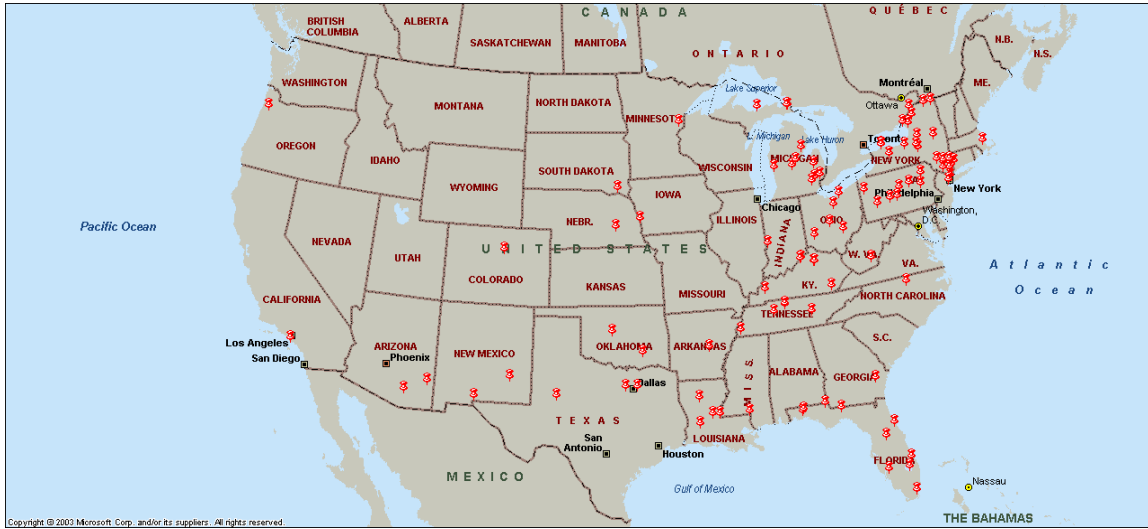 CANADA
QUÉBEC
BRITISH
COLUMBIA
ALBERTA
SASKATCHEWAN
MANITOBA
ONTARIO
N.B.
N.S.
WASHINGTON
MONTANA
NORTH DAKOTA
MINNESOT
Lake Superior
Montréal
Ottawa
ME.
OREGON
IDAHO
SOUTH DAKOTA
WISCONSIN
L. Michigan
Lake Huron
MICHIGAN
NEW YORK
WYOMING
IOWA
Chicago
Philadelphia
New York
Pacific Ocean
NEVADA
UTAH
NEBR.
UNITED STATES
ILLINOIS
INDIANA
OHIO
Washington,
D.C.
COLORADO
KANSAS
MISSOURI
KY.
W. VA.
VA.
Atlantic
Ocean
CALIFORNIA
NORTH CAROLINA
TENNESSEE
Los Angeles
San Diego
ARIZONA
Phoenix
NEW MEXICO
OKLAHOMA
ARKANSAS
MISS.
ALABAMA
GEORGIA
S.C.
Dallas
TEXAS
LOUISIANA
San
Antonio
Houston
FLORIDA
MEXICO
Gulf of Mexico
Nassau
THE BAHAMAS
Copyright © 2003 Microsoft Corp. and/or its suppliers. All rights reserved.